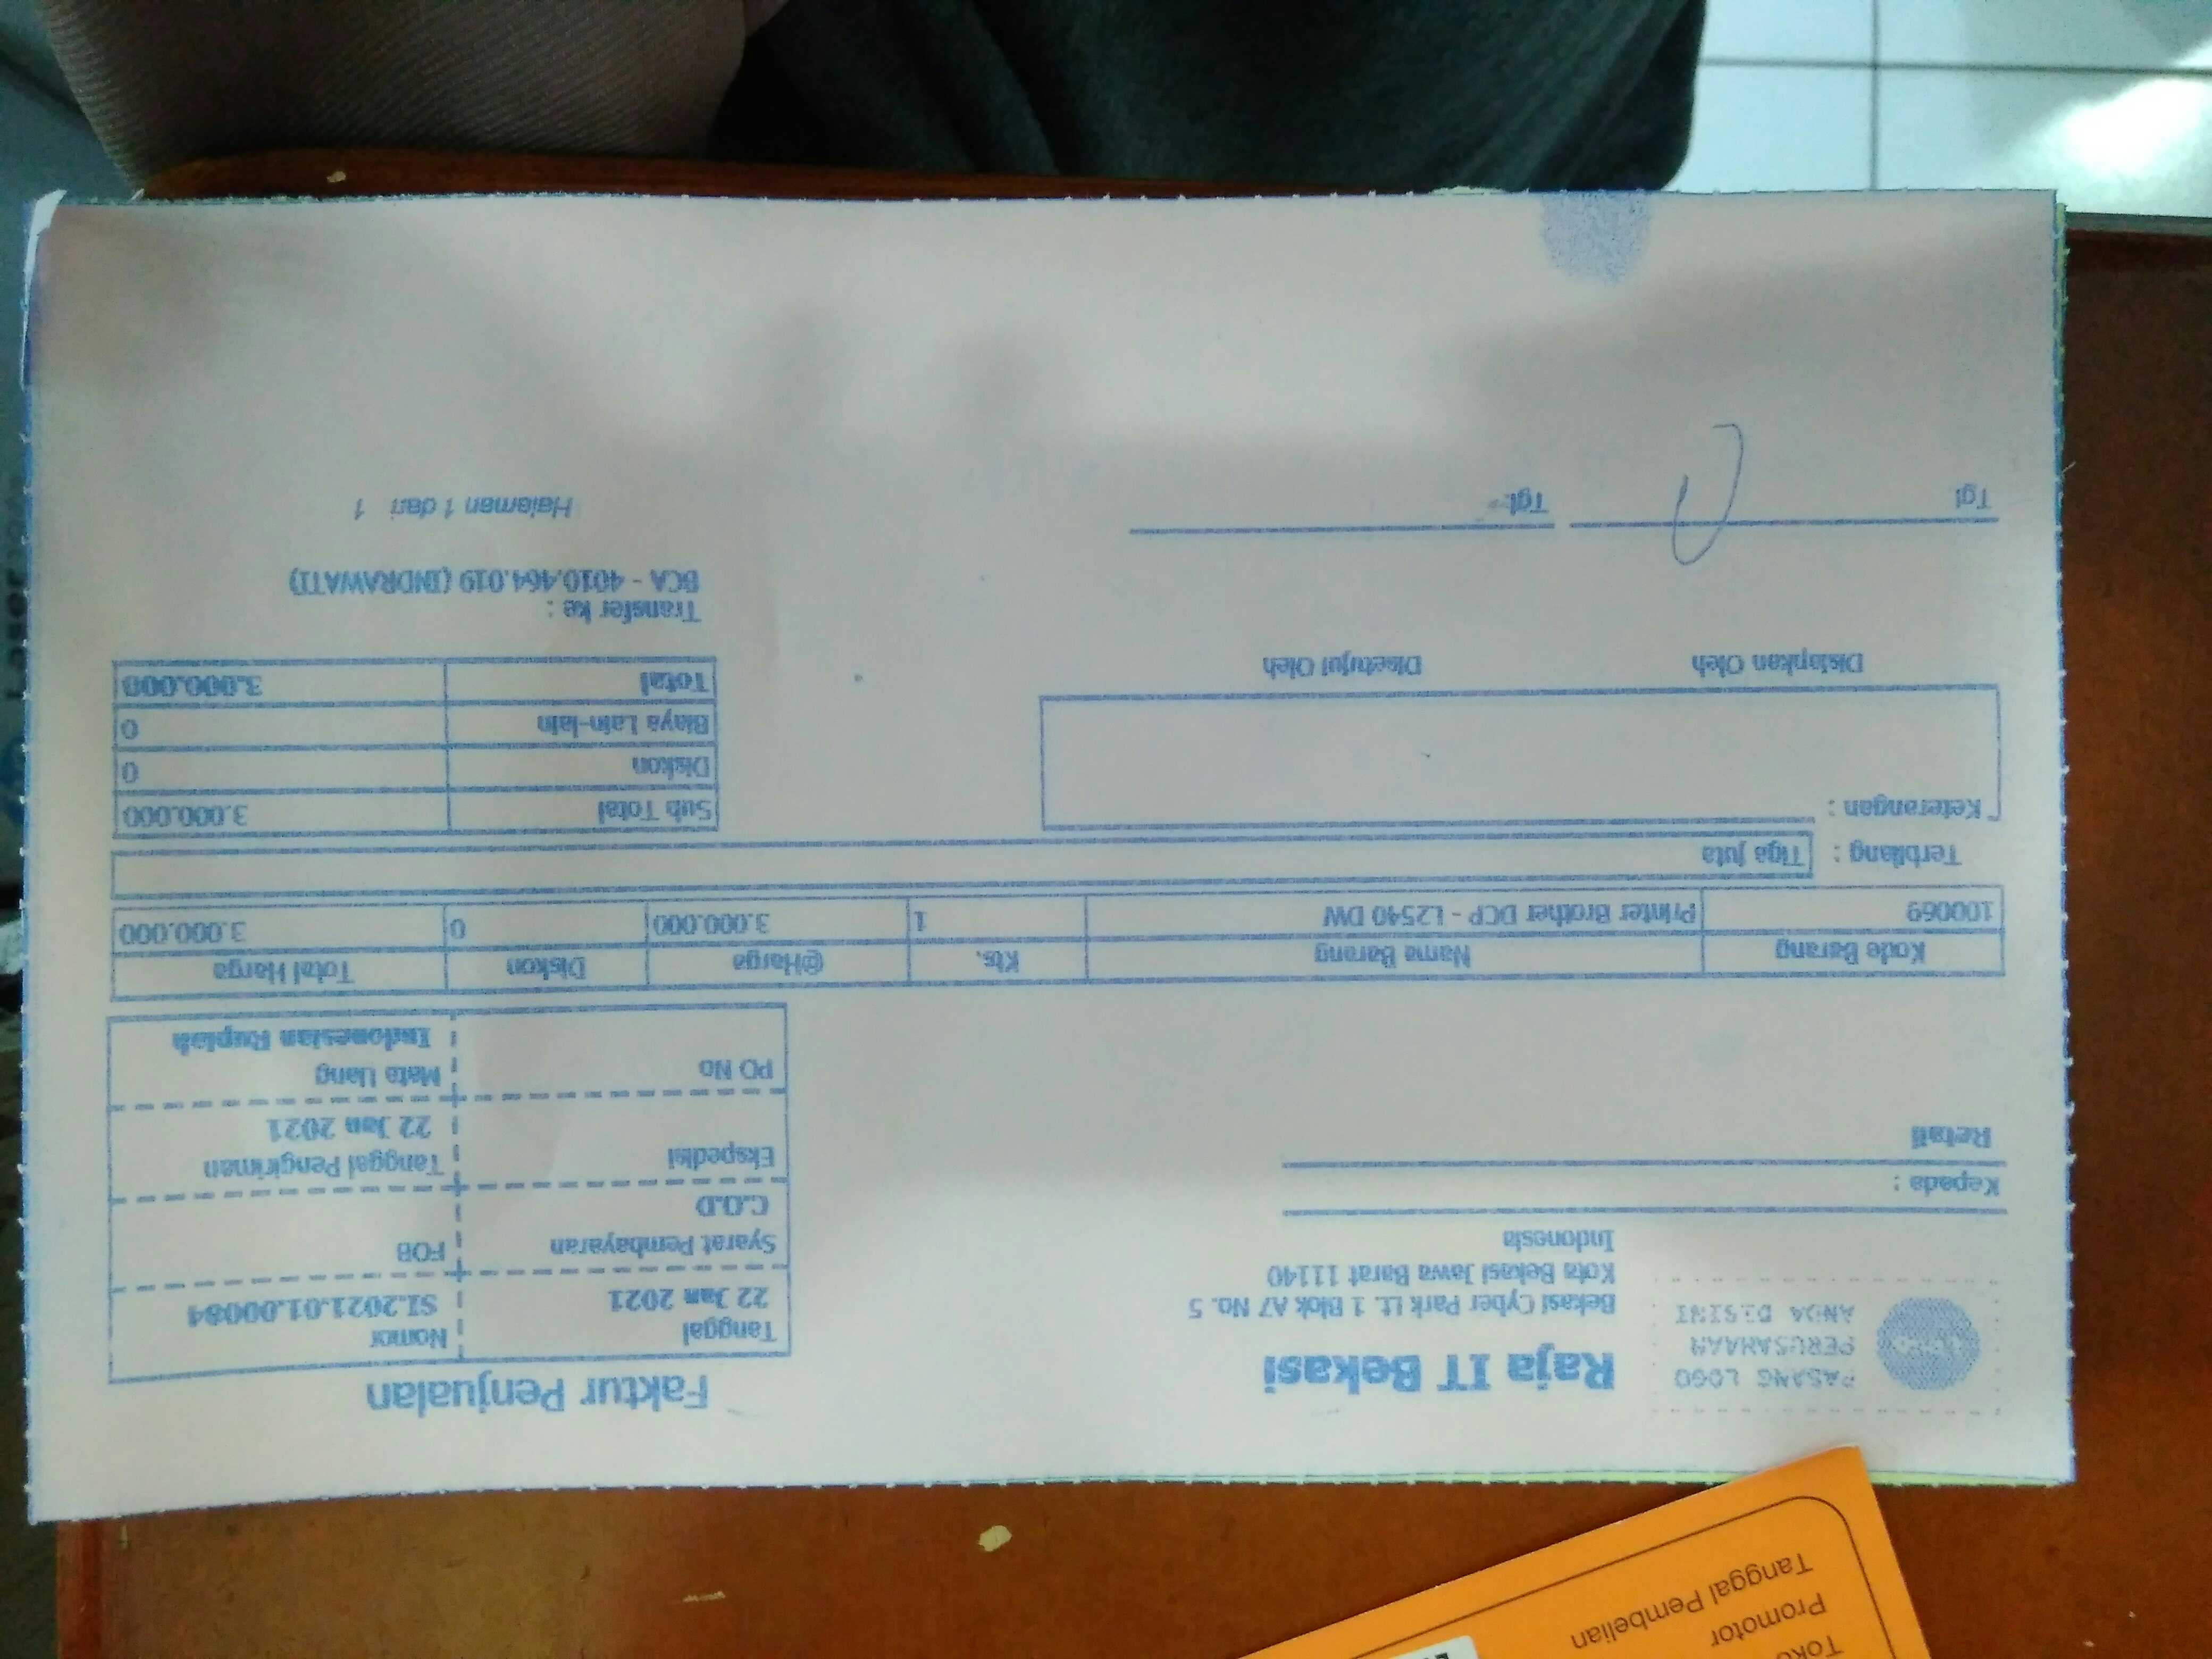 PASANG LOGO
PERUSAHAAN
ANDA DISINI
Raja IT Bekasi
Bekasi Cyber Park Lt. 1 Blok A7 No. 5
Kota Bekasi Jawa Barat 11140
Indonesia
Faktur Penjualan
Tanggal
22 Jan 2021
Nomor
SI.2021.01.00084
Syarat Pembayaran
C.O.D
FOB
Ekspedisi
Tanggal Pengiriman
22 Jan 2021
PO No
Mata Uang
Indonesian Rupiah
Kepada :
Retail
Kode Barang Nama Barang Kts. @Harga Diskon Total Harga
100069 Printer Brother DCP - L2540 DW 1 3.000.000 0 3.000.000
Terbilang : Tiga juta
Keterangan :
Sub Total 3.000.000
Diskon 0
Biaya Lain-lain 0
Total 3.000.000
Disiapkan Oleh Disetujui Oleh
Transfer ke :
BCA - 4010.464.019 (INDRAWATI)
Tgl Tgl.
Halaman 1 dari 1
Toko
Promotor
Tanggal Pembelian